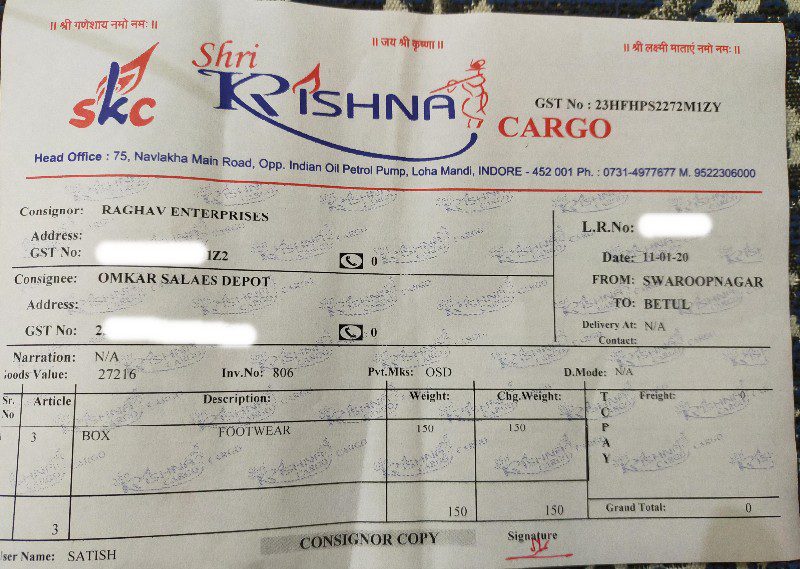 ॥ श्री गणेशाय नमो नमः ॥
॥ जय श्री कृष्णा ॥
॥ श्री लक्ष्मी माताएं नमो नमः ॥
skc
Shri
KRISHNA
CARGO
GST No : 23HFHPS2272M1ZY
Head Office : 75, Navlakha Main Road, Opp. Indian Oil Petrol Pump, Loha Mandi, INDORE - 452 001 Ph. : 0731-4977677 M. 9522306000
Consignor: RAGHAV ENTERPRISES
Address:
GST No: 1Z2 0
Consignee: OMKAR SALAES DEPOT
Address:
GST No: 2 0
L.R.No:
Date: 11-01-20
FROM: SWAROOPNAGAR
TO: BETUL
Delivery At: N/A
Contact:
Narration: N/A
Goods Value: 27216 Inv.No: 806 Pvt.Mks: OSD D.Mode: N/A
Sr. No Article Description: Weight: Chg.Weight: TOPAY Freight: 0
3 BOX FOOTWEAR 150 150
3 150 150 Grand Total: 0
User Name: SATISH CONSIGNOR COPY Signature